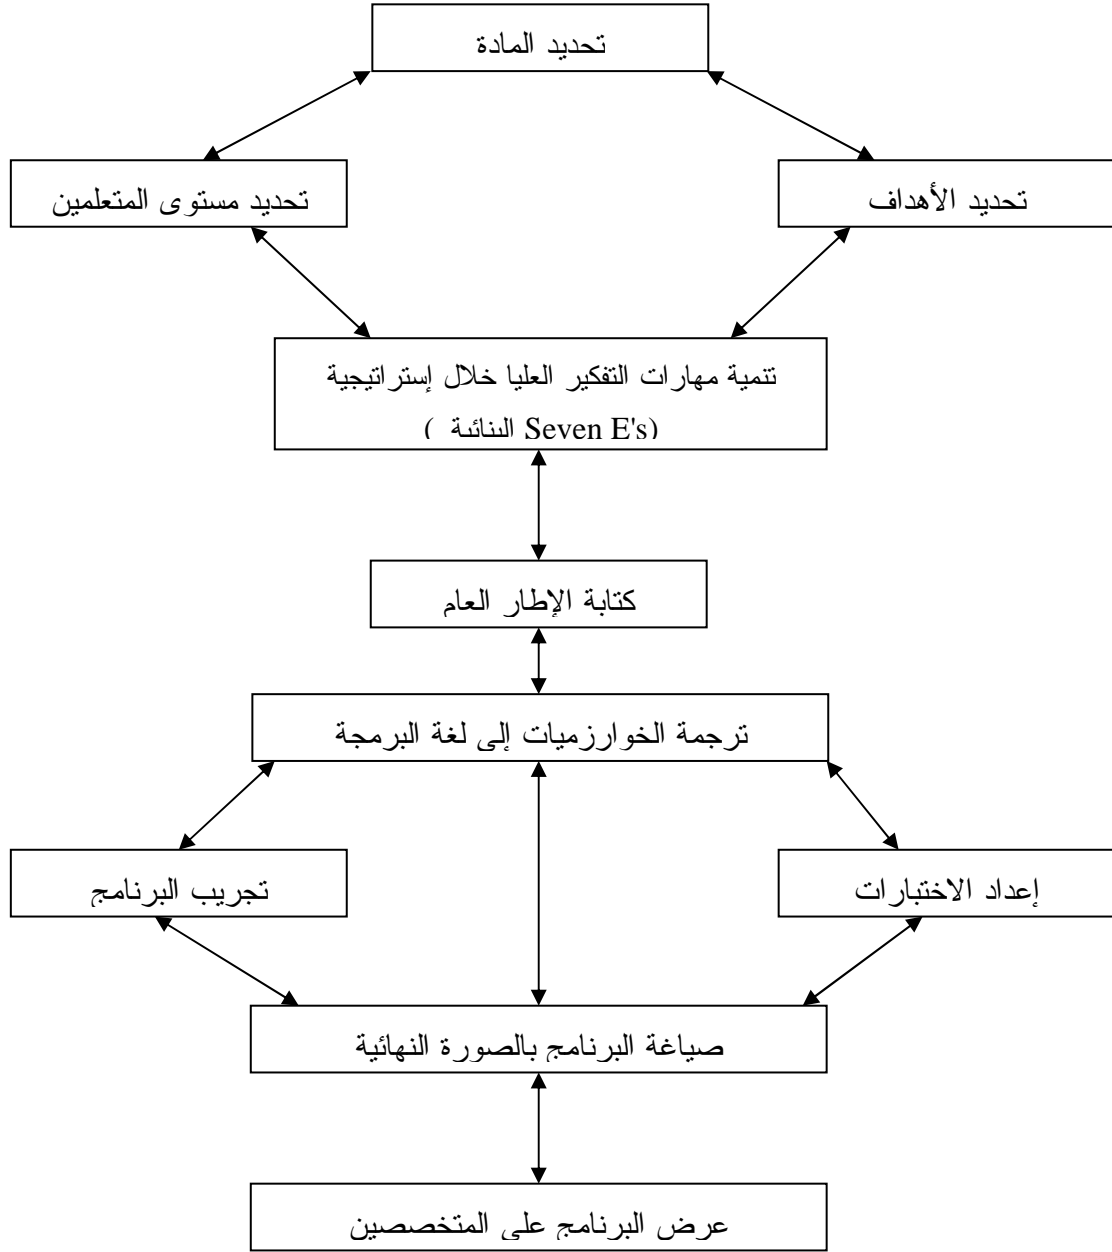 تحديد المادة
تحديد الأهداف
تحديد مستوى المتعلمين
تنمية مهارات التفكير العليا خلال إستراتيجية
(Seven E's البنائية )
كتابة الإطار العام
ترجمة الخوارزميات إلى لغة البرمجة
إعداد الاختبارات
تجريب البرنامج
صياغة البرنامج بالصورة النهائية
عرض البرنامج على المتخصصين